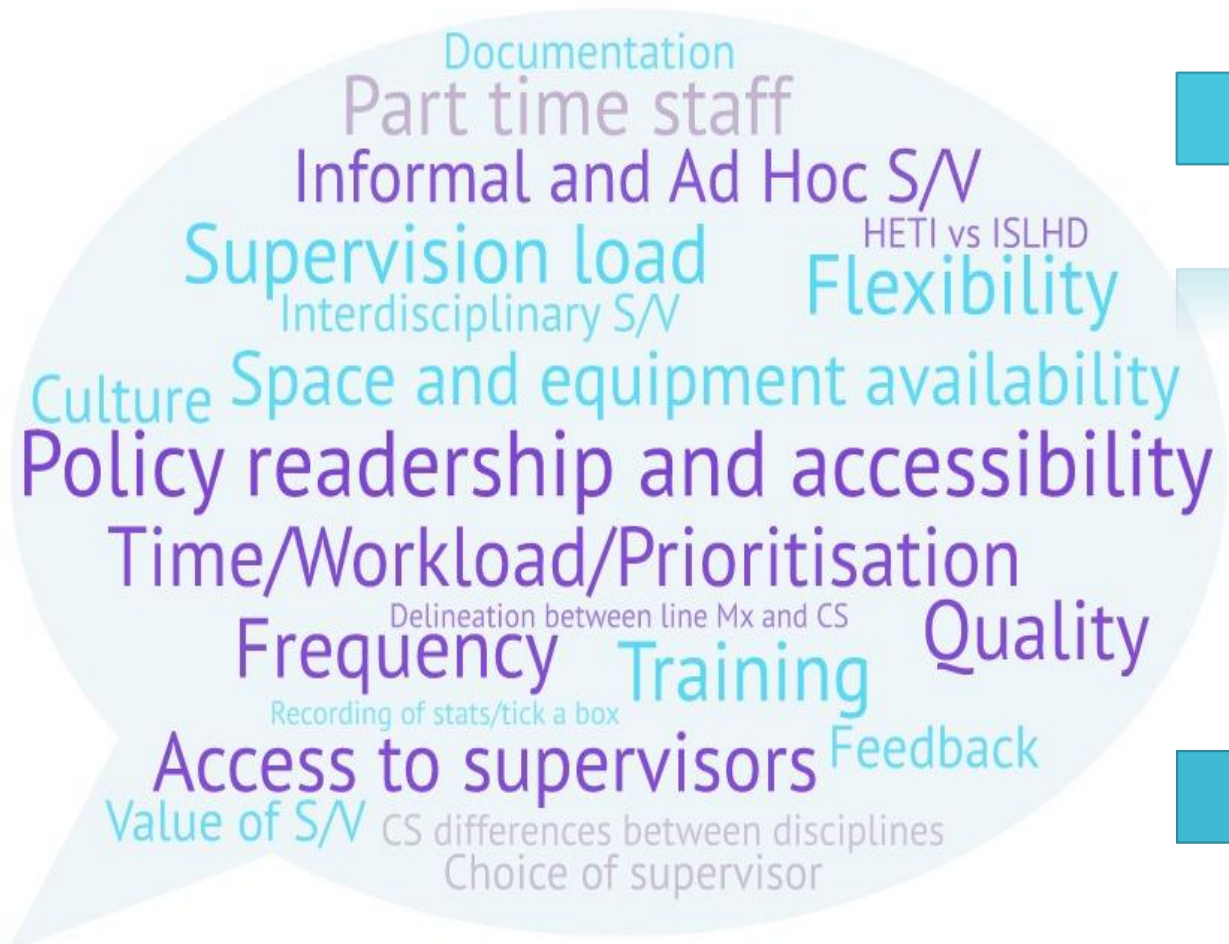 Documentation
Part time staff
Informal and Ad Hoc S/V
HETI vs ISLHD
Supervision load
Flexibility
Interdisciplinary S/V
Culture
Space and equipment availability
Policy readership and accessibility
Time/Workload/Prioritisation
Delineation between line Mx and CS
Quality
Frequency
Training
Recording of stats/tick a box
Access to supervisors
Feedback
Value of S/V
CS differences between disciplines
Choice of supervisor